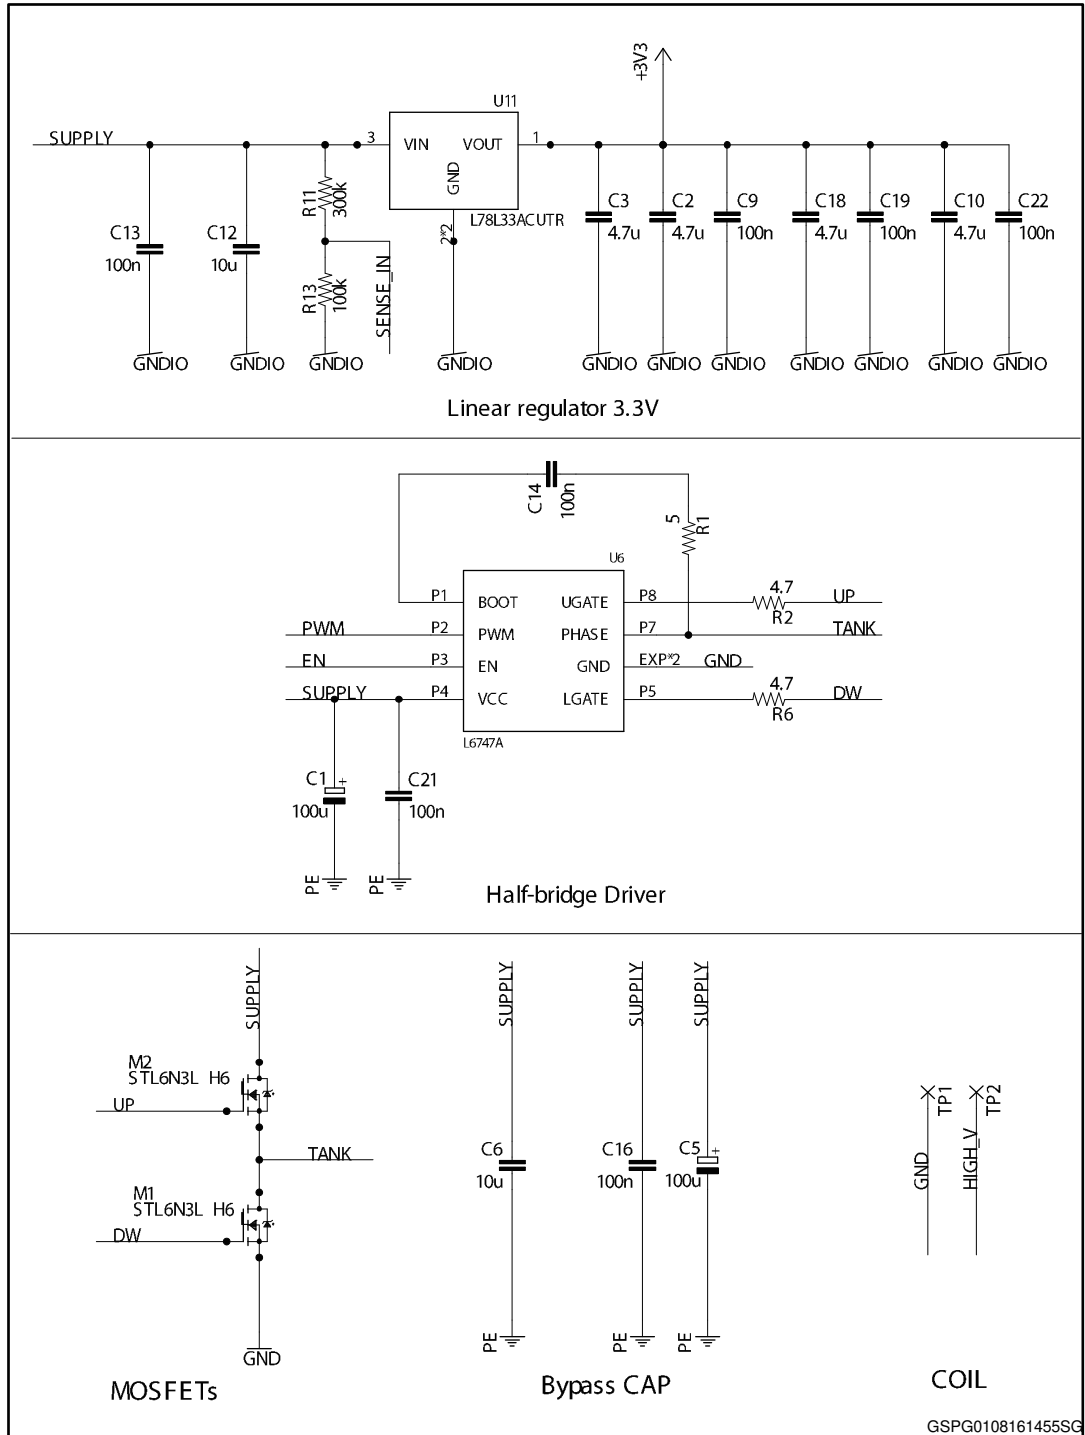 +3V3
U11
SUPPLY
3
VIN
VOUT
1
GND
L78L33ACUTR
2*2
C13
100n
C12
10u
R11
300k
R13
100k
SENSE_IN
C3
4.7u
C2
4.7u
C9
100n
C18
4.7u
C19
100n
C10
4.7u
C22
100n
GNDIO
GNDIO
GNDIO
GNDIO
GNDIO
GNDIO
GNDIO
GNDIO
GNDIO
GNDIO
GNDIO
Linear regulator 3.3V
C14
100n
5
R1
U6
P1
BOOT
UGATE
P8
4.7
R2
UP
PWM
P2
PWM
PHASE
P7
TANK
EN
P3
EN
GND
EXP*2
GND
SUPPLY
P4
VCC
LGATE
P5
4.7
R6
DW
L6747A
C1
+
100u
C21
100n
PE
PE
Half-bridge Driver
SUPPLY
M2
STL6N3L H6
UP
TANK
M1
STL6N3L H6
DW
GND
MOSFETs
SUPPLY
SUPPLY
SUPPLY
C6
10u
C16
100n
C5
+
100u
PE
PE
PE
Bypass CAP
TP1
TP2
GND
HIGH_V
COIL
GSPG0108161455SG